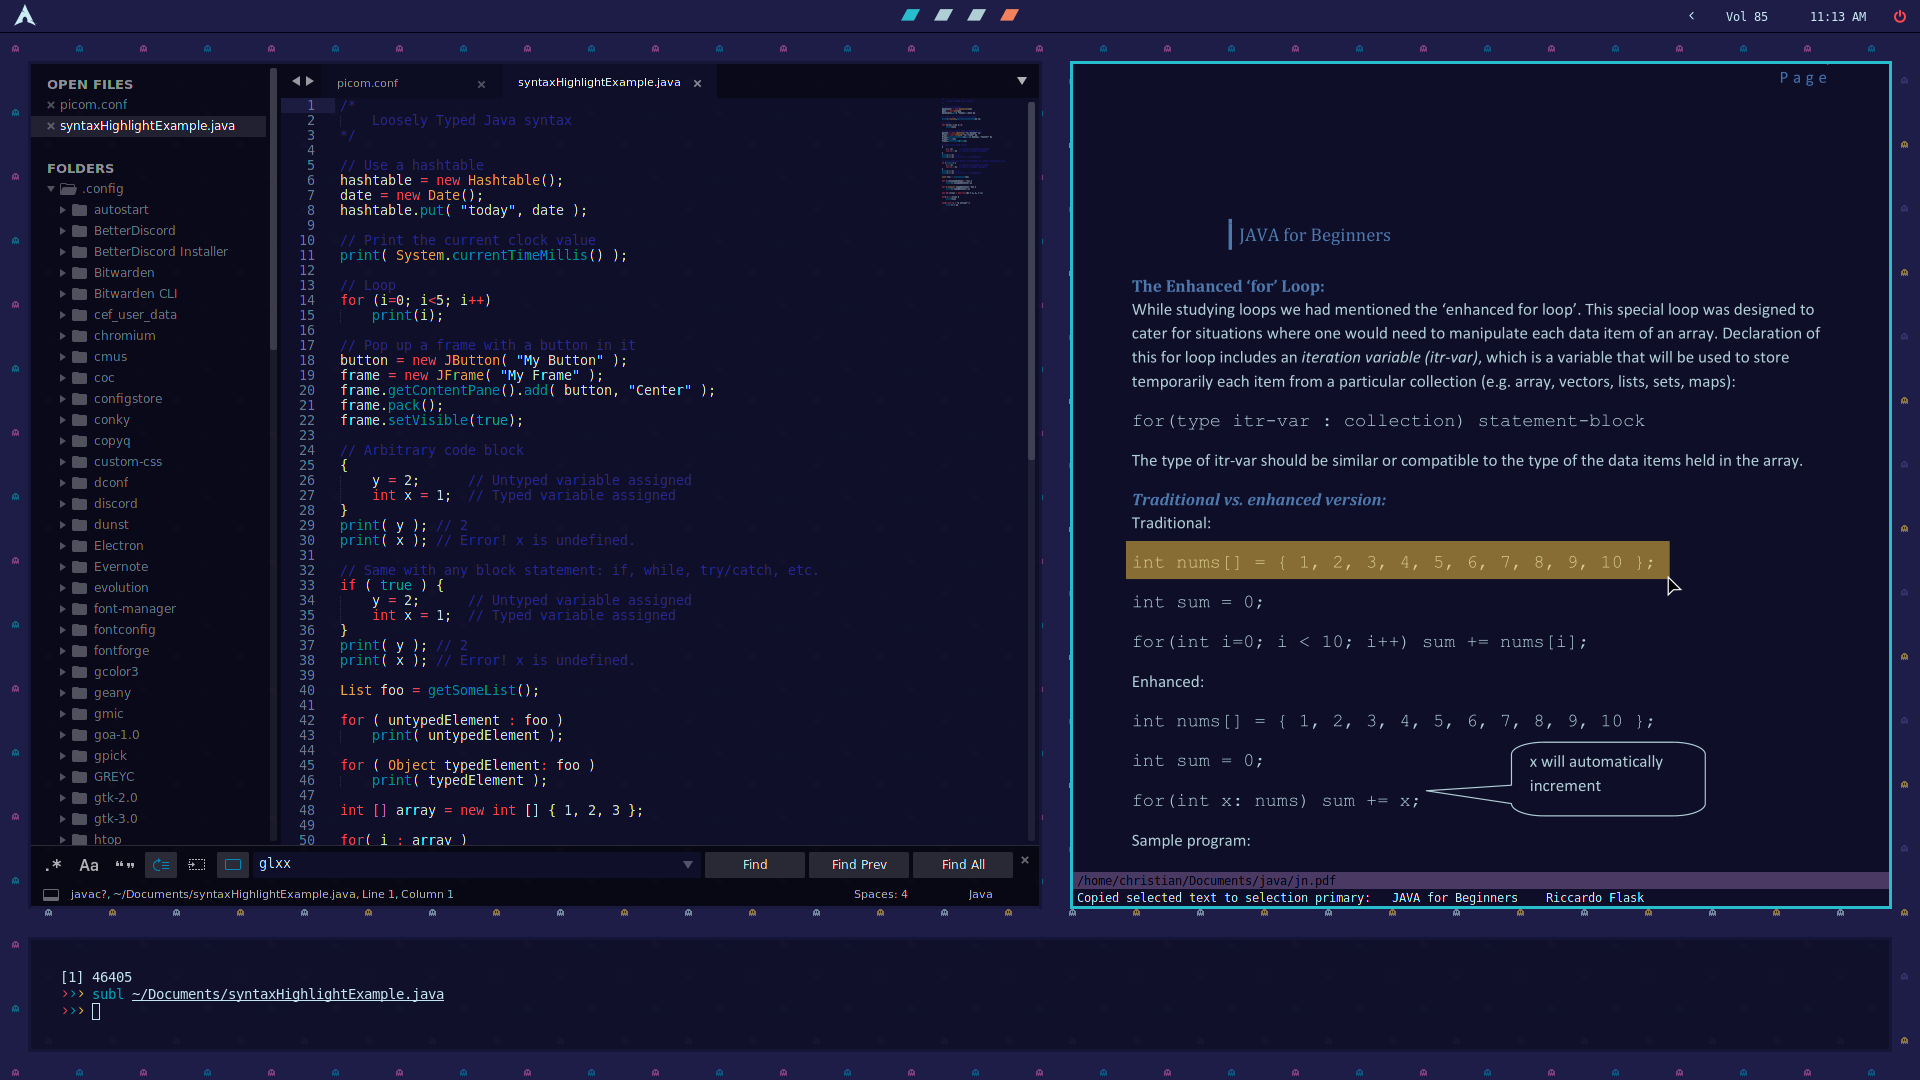 ‹ Vol 85 11:13 AM
OPEN FILES
× picom.conf
× syntaxHighlightExample.java
FOLDERS
.config
autostart
BetterDiscord
BetterDiscord Installer
Bitwarden
Bitwarden CLI
cef_user_data
chromium
cmus
coc
configstore
conky
copyq
custom-css
dconf
discord
dunst
Electron
Evernote
evolution
font-manager
fontconfig
fontforge
gcolor3
geany
gmic
goa-1.0
gpick
GREYC
gtk-2.0
gtk-3.0
htop
picom.conf × syntaxHighlightExample.java ×
1 /*
2     Loosely Typed Java syntax
3 */
4
5 // Use a hashtable
6 hashtable = new Hashtable();
7 date = new Date();
8 hashtable.put( "today", date );
9
10 // Print the current clock value
11 print( System.currentTimeMillis() );
12
13 // Loop
14 for (i=0; i<5; i++)
15     print(i);
16
17 // Pop up a frame with a button in it
18 button = new JButton( "My Button" );
19 frame = new JFrame( "My Frame" );
20 frame.getContentPane().add( button, "Center" );
21 frame.pack();
22 frame.setVisible(true);
23
24 // Arbitrary code block
25 {
26     y = 2;      // Untyped variable assigned
27     int x = 1;  // Typed variable assigned
28 }
29 print( y ); // 2
30 print( x ); // Error! x is undefined.
31
32 // Same with any block statement: if, while, try/catch, etc.
33 if ( true ) {
34     y = 2;      // Untyped variable assigned
35     int x = 1;  // Typed variable assigned
36 }
37 print( y ); // 2
38 print( x ); // Error! x is undefined.
39
40 List foo = getSomeList();
41
42 for ( untypedElement : foo )
43     print( untypedElement );
44
45 for ( Object typedElement: foo )
46     print( typedElement );
47
48 int [] array = new int [] { 1, 2, 3 };
49
50 for( i : array )
.* Aa “” glxx Find Find Prev Find All ×
javac?, ~/Documents/syntaxHighlightExample.java, Line 1, Column 1 Spaces: 4 Java
Page
JAVA for Beginners
The Enhanced ‘for’ Loop:
While studying loops we had mentioned the ‘enhanced for loop’. This special loop was designed to
cater for situations where one would need to manipulate each data item of an array. Declaration of
this for loop includes an iteration variable (itr-var), which is a variable that will be used to store
temporarily each item from a particular collection (e.g. array, vectors, lists, sets, maps):
for(type itr-var : collection) statement-block
The type of itr-var should be similar or compatible to the type of the data items held in the array.
Traditional vs. enhanced version:
Traditional:
int nums[] = { 1, 2, 3, 4, 5, 6, 7, 8, 9, 10 };
int sum = 0;
for(int i=0; i < 10; i++) sum += nums[i];
Enhanced:
int nums[] = { 1, 2, 3, 4, 5, 6, 7, 8, 9, 10 };
int sum = 0;
x will automatically
increment
for(int x: nums) sum += x;
Sample program:
/home/christian/Documents/java/jn.pdf
Copied selected text to selection primary:   JAVA for Beginners    Riccardo Flask
[1] 46405
››› subl ~/Documents/syntaxHighlightExample.java
›››